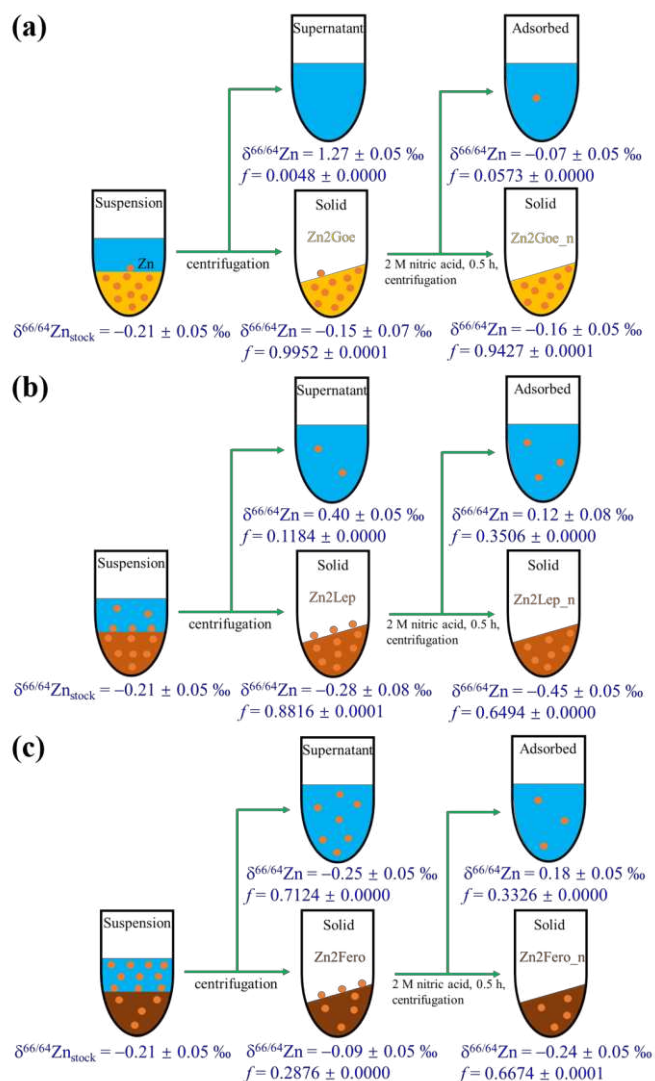 (a)
Supernatant
Adsorbed
δ⁶⁶/⁶⁴Zn = 1.27 ± 0.05 ‰
f = 0.0048 ± 0.0000
δ⁶⁶/⁶⁴Zn = −0.07 ± 0.05 ‰
f = 0.0573 ± 0.0000
Suspension
Zn
centrifugation
Solid
Zn2Goe
2 M nitric acid, 0.5 h,
centrifugation
Solid
Zn2Goe_n
δ⁶⁶/⁶⁴Znstock = −0.21 ± 0.05 ‰
δ⁶⁶/⁶⁴Zn = −0.15 ± 0.07 ‰
f = 0.9952 ± 0.0001
δ⁶⁶/⁶⁴Zn = −0.16 ± 0.05 ‰
f = 0.9427 ± 0.0001
(b)
Supernatant
Adsorbed
δ⁶⁶/⁶⁴Zn = 0.40 ± 0.05 ‰
f = 0.1184 ± 0.0000
δ⁶⁶/⁶⁴Zn = 0.12 ± 0.08 ‰
f = 0.3506 ± 0.0000
Suspension
centrifugation
Solid
Zn2Lep
2 M nitric acid, 0.5 h,
centrifugation
Solid
Zn2Lep_n
δ⁶⁶/⁶⁴Znstock = −0.21 ± 0.05 ‰
δ⁶⁶/⁶⁴Zn = −0.28 ± 0.08 ‰
f = 0.8816 ± 0.0001
δ⁶⁶/⁶⁴Zn = −0.45 ± 0.05 ‰
f = 0.6494 ± 0.0000
(c)
Supernatant
Adsorbed
δ⁶⁶/⁶⁴Zn = −0.25 ± 0.05 ‰
f = 0.7124 ± 0.0000
δ⁶⁶/⁶⁴Zn = 0.18 ± 0.05 ‰
f = 0.3326 ± 0.0000
Suspension
centrifugation
Solid
Zn2Fero
2 M nitric acid, 0.5 h,
centrifugation
Solid
Zn2Fero_n
δ⁶⁶/⁶⁴Znstock = −0.21 ± 0.05 ‰
δ⁶⁶/⁶⁴Zn = −0.09 ± 0.05 ‰
f = 0.2876 ± 0.0000
δ⁶⁶/⁶⁴Zn = −0.24 ± 0.05 ‰
f = 0.6674 ± 0.0001